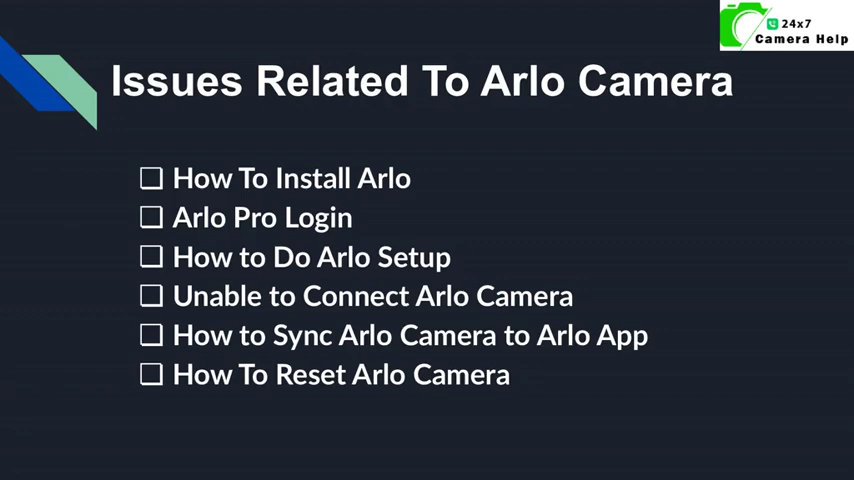 24x7
Camera Help
Issues Related To Arlo Camera
How To Install Arlo
Arlo Pro Login
How to Do Arlo Setup
Unable to Connect Arlo Camera
How to Sync Arlo Camera to Arlo App
How To Reset Arlo Camera